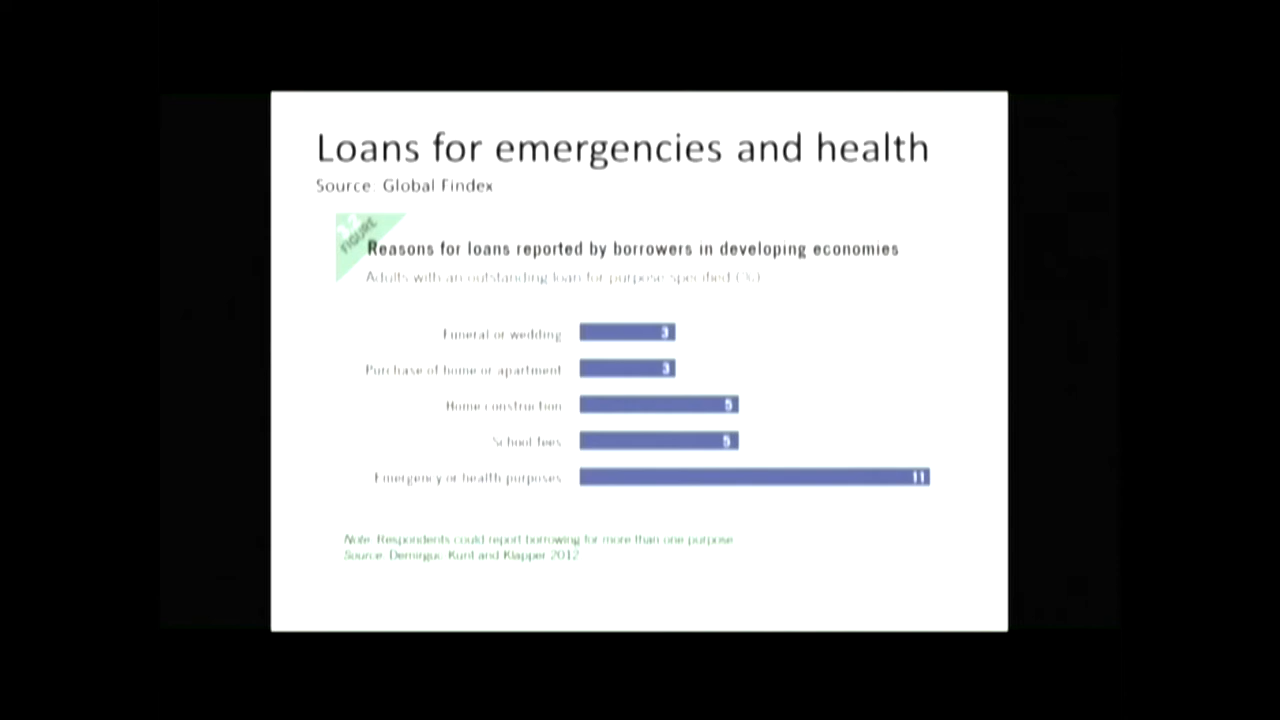 Loans for emergencies and health
Source: Global Findex
FIGURE
Reasons for loans reported by borrowers in developing economies
Adults with an outstanding loan for purpose specified (%)
Funeral or wedding 3
Purchase of home or apartment 3
Home construction 5
School fees 5
Emergency or health purposes 11
Note: Respondents could report borrowing for more than one purpose.
Source: Demirguc-Kunt and Klapper 2012